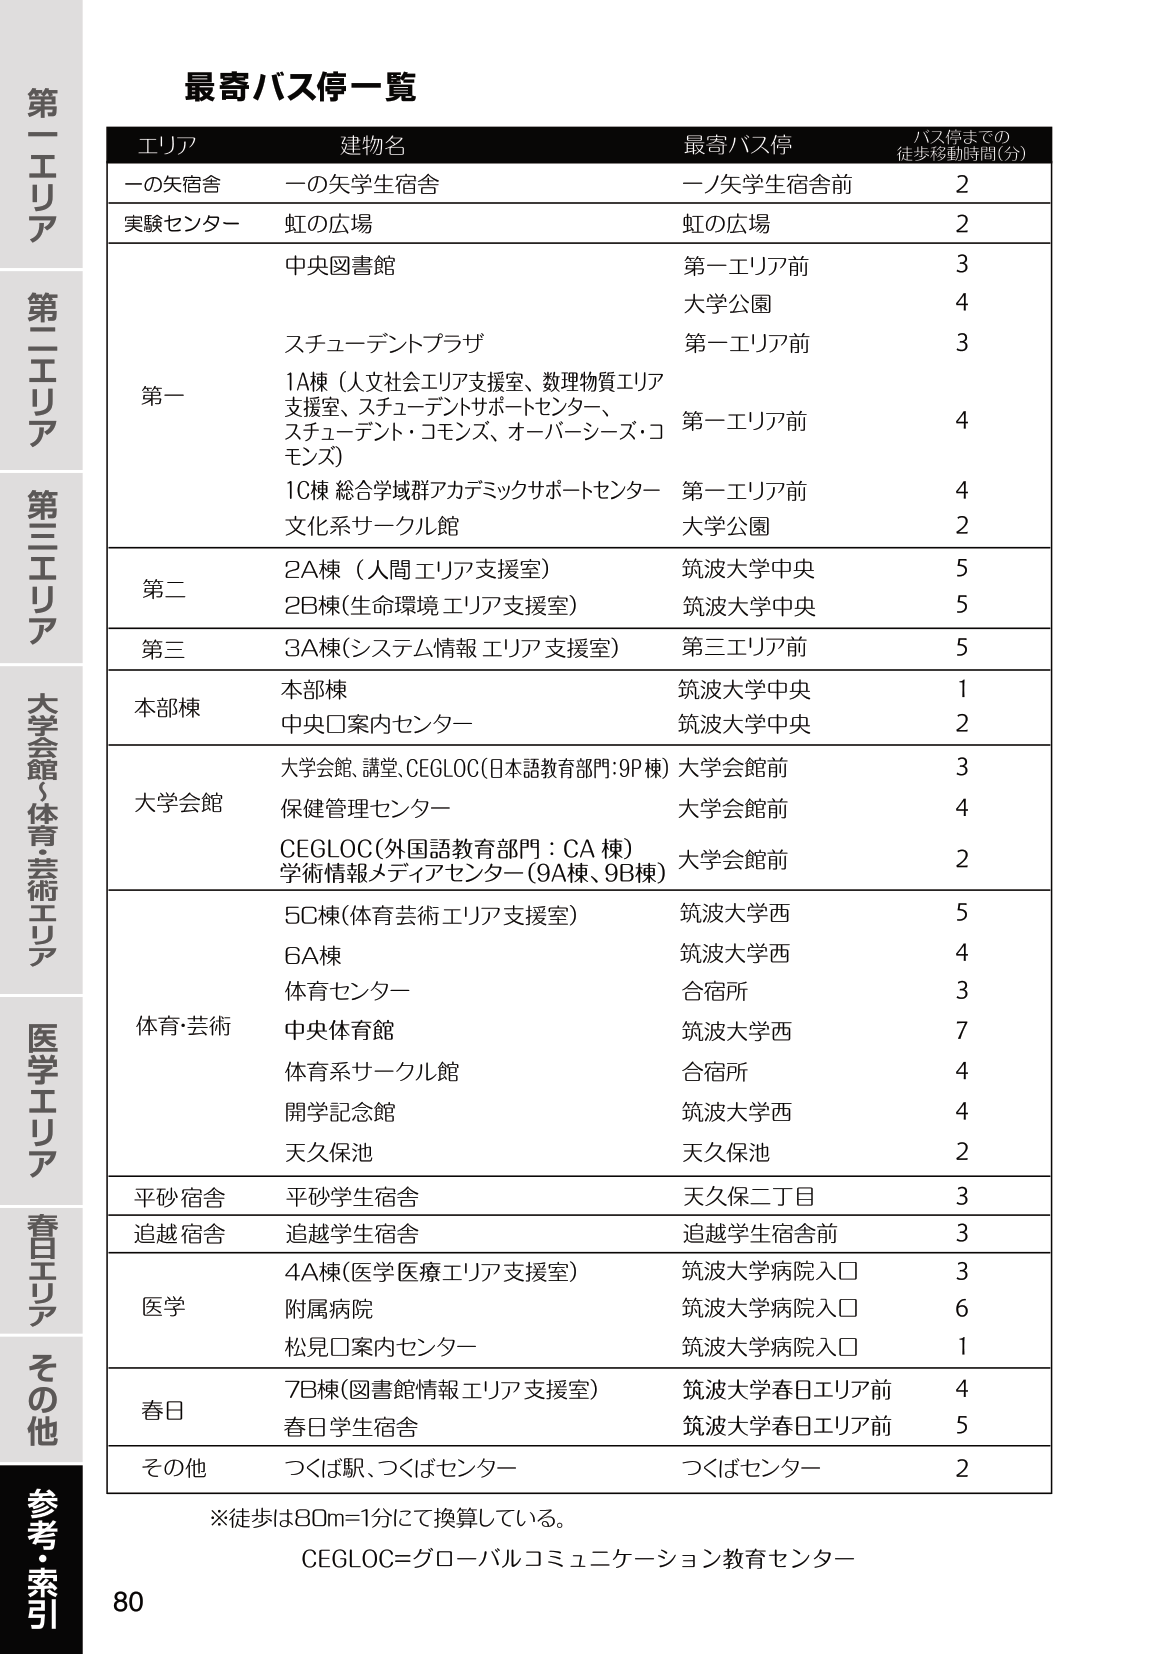 最寄バス停一覧
エリア 建物名 最寄バス停 バス停までの
徒歩移動時間(分)
一の矢宿舎 一の矢学生宿舎 一ノ矢学生宿舎前 2
実験センター 虹の広場 虹の広場 2
中央図書館 第一エリア前 3
大学公園 4
スチューデントプラザ 第一エリア前 3
第一
1A棟（人文社会エリア支援室、数理物質エリア
支援室、スチューデントサポートセンター、
スチューデント・コモンズ、オーバーシーズ・コ
モンズ)
第一エリア前 4
1C棟 総合学域群アカデミックサポートセンター 第一エリア前 4
文化系サークル館 大学公園 2
第二
2A棟（人間エリア支援室） 筑波大学中央 5
2B棟(生命環境エリア支援室) 筑波大学中央 5
第三 3A棟(システム情報エリア支援室) 第三エリア前 5
本部棟
本部棟 筑波大学中央 1
中央口案内センター 筑波大学中央 2
大学会館
大学会館、講堂、CEGLOC(日本語教育部門:9P棟) 大学会館前 3
保健管理センター 大学会館前 4
CEGLOC(外国語教育部門：CA 棟)
学術情報メディアセンター(9A棟、9B棟)
大学会館前 2
体育・芸術
5C棟(体育芸術エリア支援室) 筑波大学西 5
6A棟 筑波大学西 4
体育センター 合宿所 3
中央体育館 筑波大学西 7
体育系サークル館 合宿所 4
開学記念館 筑波大学西 4
天久保池 天久保池 2
平砂宿舎 平砂学生宿舎 天久保二丁目 3
追越宿舎 追越学生宿舎 追越学生宿舎前 3
医学
4A棟(医学医療エリア支援室) 筑波大学病院入口 3
附属病院 筑波大学病院入口 6
松見口案内センター 筑波大学病院入口 1
春日
7B棟(図書館情報エリア支援室) 筑波大学春日エリア前 4
春日学生宿舎 筑波大学春日エリア前 5
その他 つくば駅、つくばセンター つくばセンター 2
※徒歩は80m=1分にて換算している。
CEGLOC=グローバルコミュニケーション教育センター
80
第一エリア
第二エリア
第三エリア
大学会館～体育・芸術エリア
医学エリア
春日エリア
その他
参考・索引